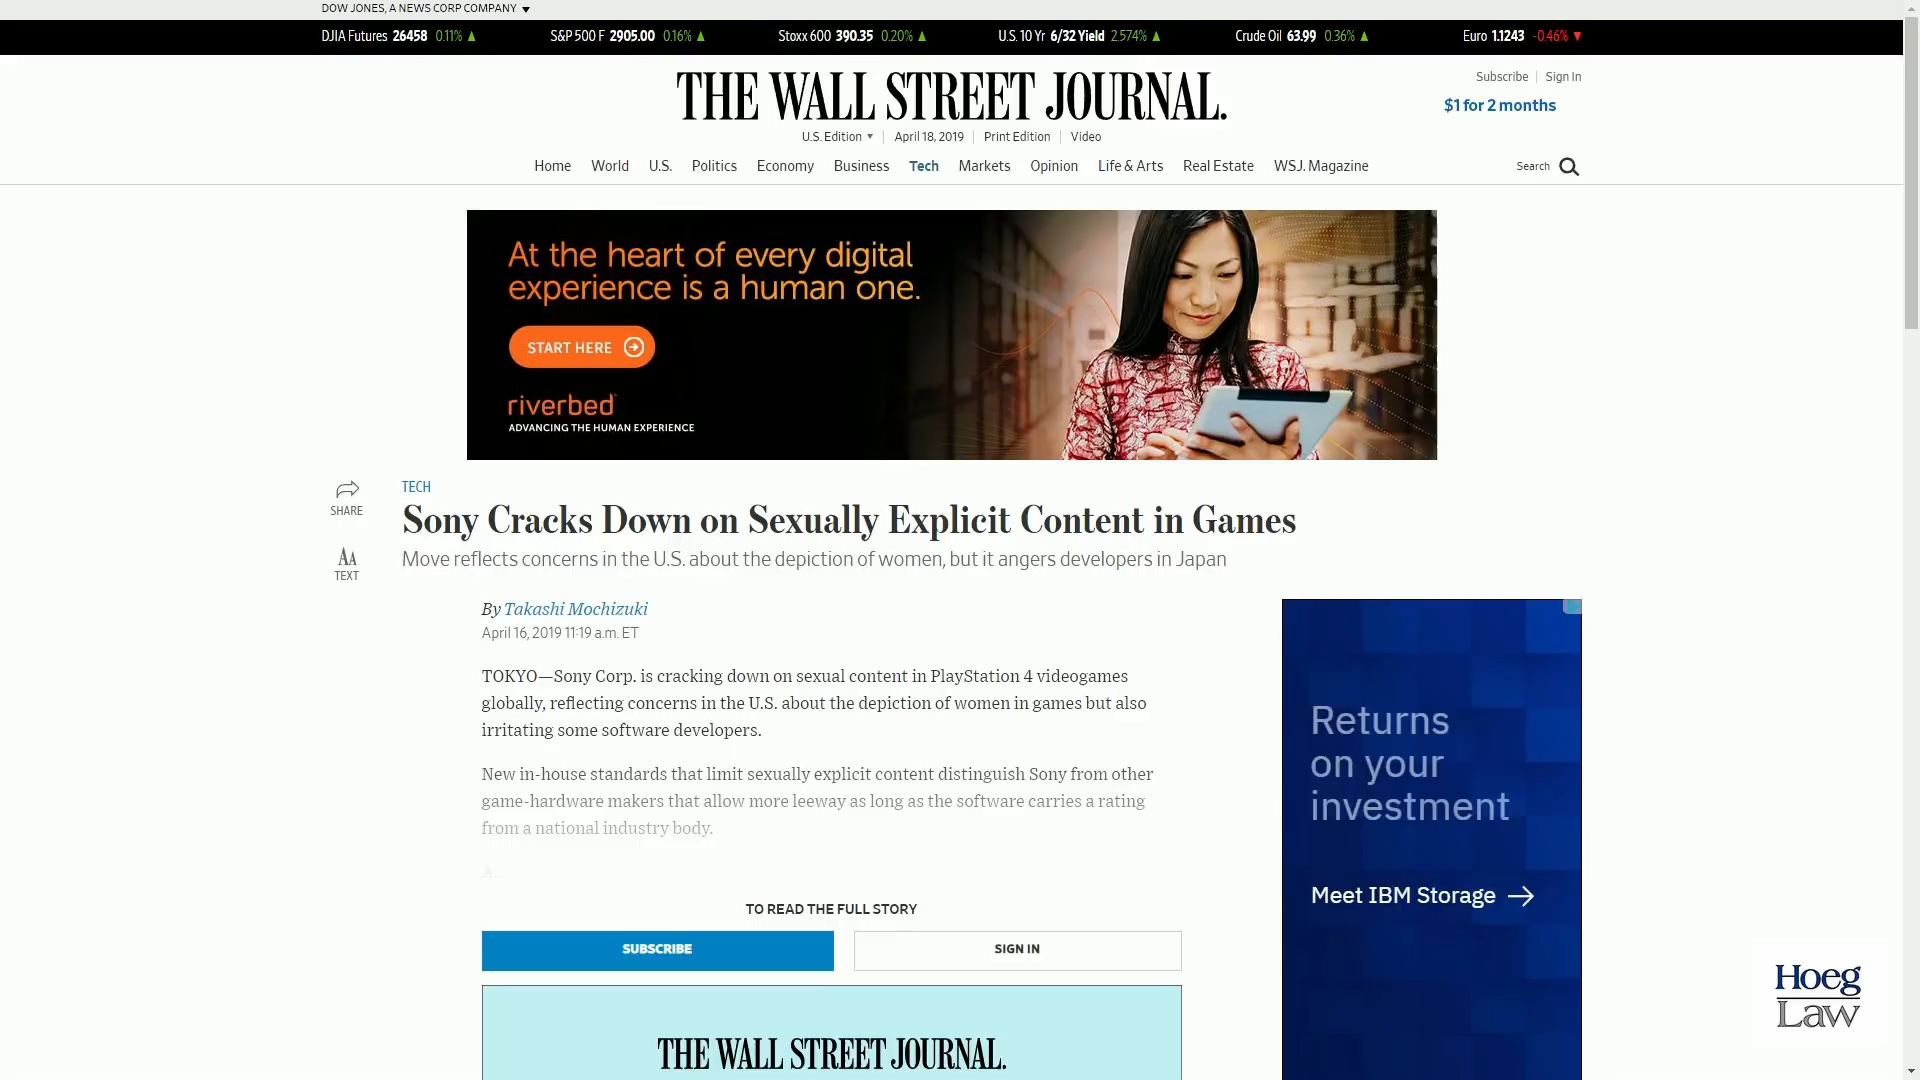 DOW JONES, A NEWS CORP COMPANY
DJIA Futures 26458 0.11% S&P 500 F 2905.00 0.16% Stoxx 600 390.35 0.20% U.S. 10 Yr 6/32 Yield 2.574% Crude Oil 63.99 0.36% Euro 1.1243 -0.46%
THE WALL STREET JOURNAL.
Subscribe | Sign In
$1 for 2 months
U.S. Edition | April 18, 2019 | Print Edition | Video
Home World U.S. Politics Economy Business Tech Markets Opinion Life & Arts Real Estate WSJ. Magazine Search
At the heart of every digital
experience is a human one.
START HERE
riverbed
ADVANCING THE HUMAN EXPERIENCE
SHARE
AA
TEXT
TECH
Sony Cracks Down on Sexually Explicit Content in Games
Move reflects concerns in the U.S. about the depiction of women, but it angers developers in Japan
By Takashi Mochizuki
April 16, 2019 11:19 a.m. ET
TOKYO—Sony Corp. is cracking down on sexual content in PlayStation 4 videogames
globally, reflecting concerns in the U.S. about the depiction of women in games but also
irritating some software developers.
New in-house standards that limit sexually explicit content distinguish Sony from other
game-hardware makers that allow more leeway as long as the software carries a rating
from a national industry body.
A...
TO READ THE FULL STORY
SUBSCRIBE
SIGN IN
THE WALL STREET JOURNAL.
Returns
on your
investment
Meet IBM Storage
Hoeg
Law